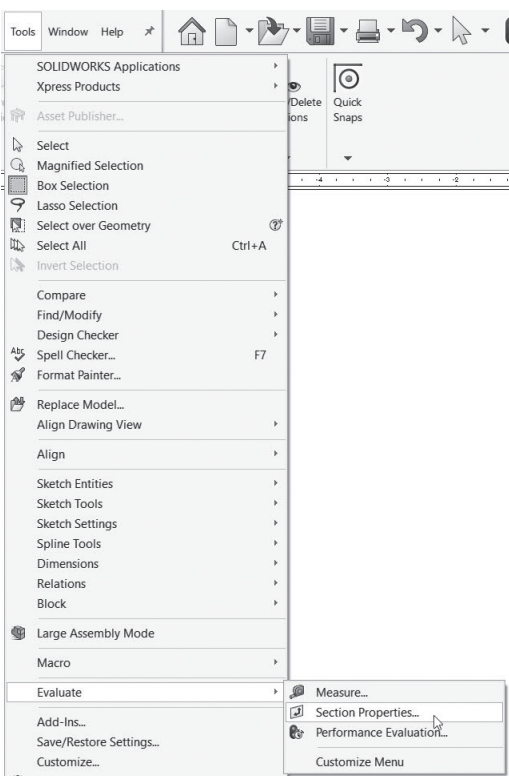 Tools Window Help
SOLIDWORKS Applications
Xpress Products
/Delete Quick
ions Snaps
Asset Publisher...
Select
Magnified Selection
Box Selection
-4 -3 -2
Lasso Selection
Select over Geometry
Select All Ctrl+A
Invert Selection
Compare
Find/Modify
Design Checker
Spell Checker... F7
Format Painter...
Replace Model...
Align Drawing View
Align
Sketch Entities
Sketch Tools
Sketch Settings
Spline Tools
Dimensions
Relations
Block
Large Assembly Mode
Macro
Evaluate
Measure...
Section Properties...
Performance Evaluation...
Customize Menu
Add-Ins...
Save/Restore Settings...
Customize...